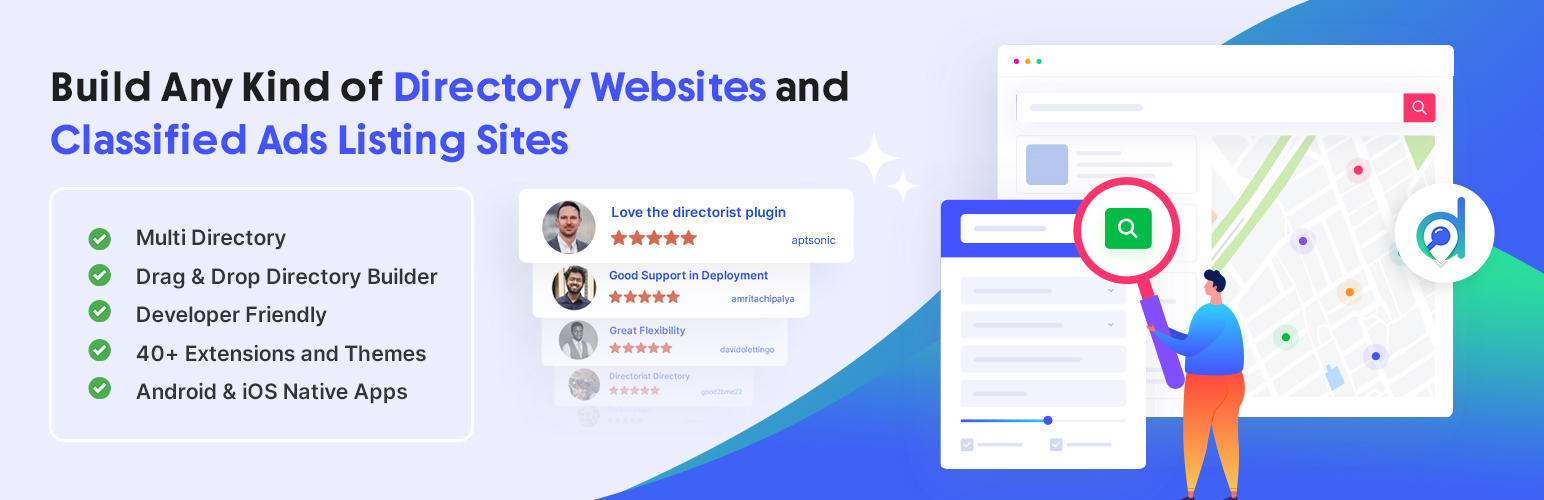 Build Any Kind of Directory Websites and
Classified Ads Listing Sites
Multi Directory
Drag & Drop Directory Builder
Developer Friendly
40+ Extensions and Themes
Android & iOS Native Apps
Love the directorist plugin
aptsonic
Good Support in Deployment
amritachipalya
Great Flexibility
davidolettingo
Directorist Directory
good2bme22